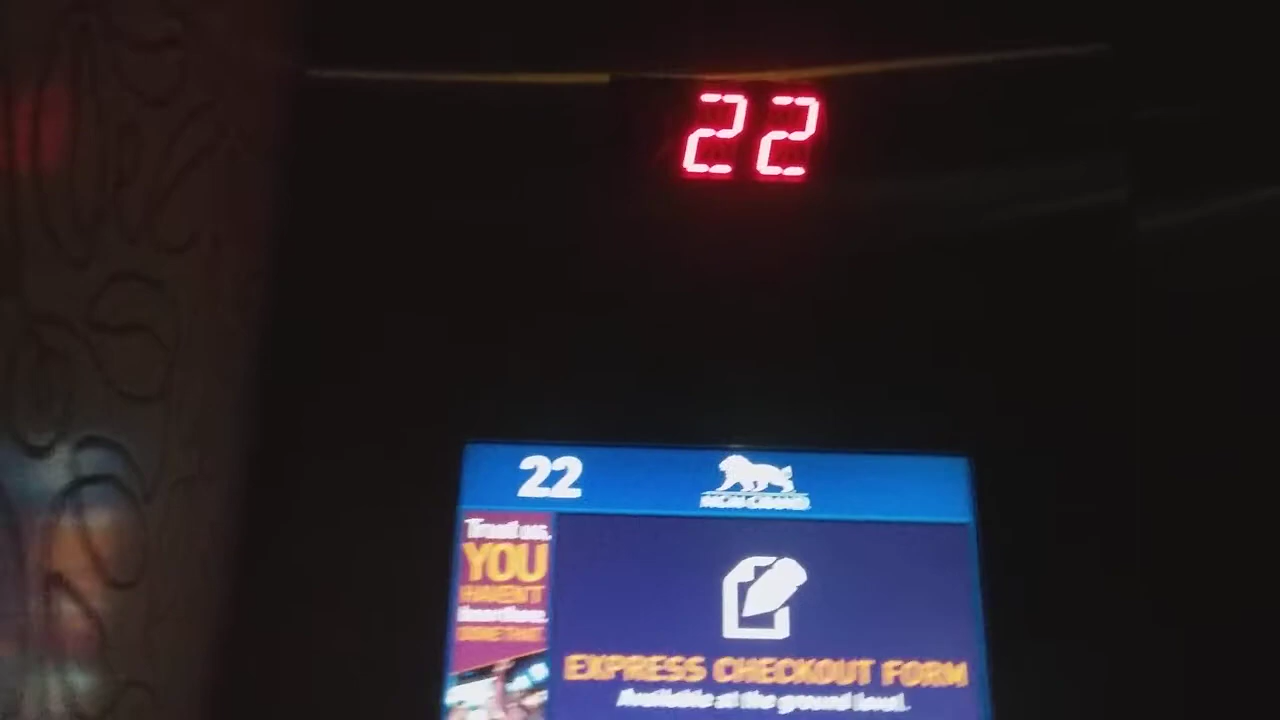 22
22
MGM GRAND
Trust us.
YOU
HAVEN'T
EXPRESS CHECKOUT FORM
Available at the ground level.